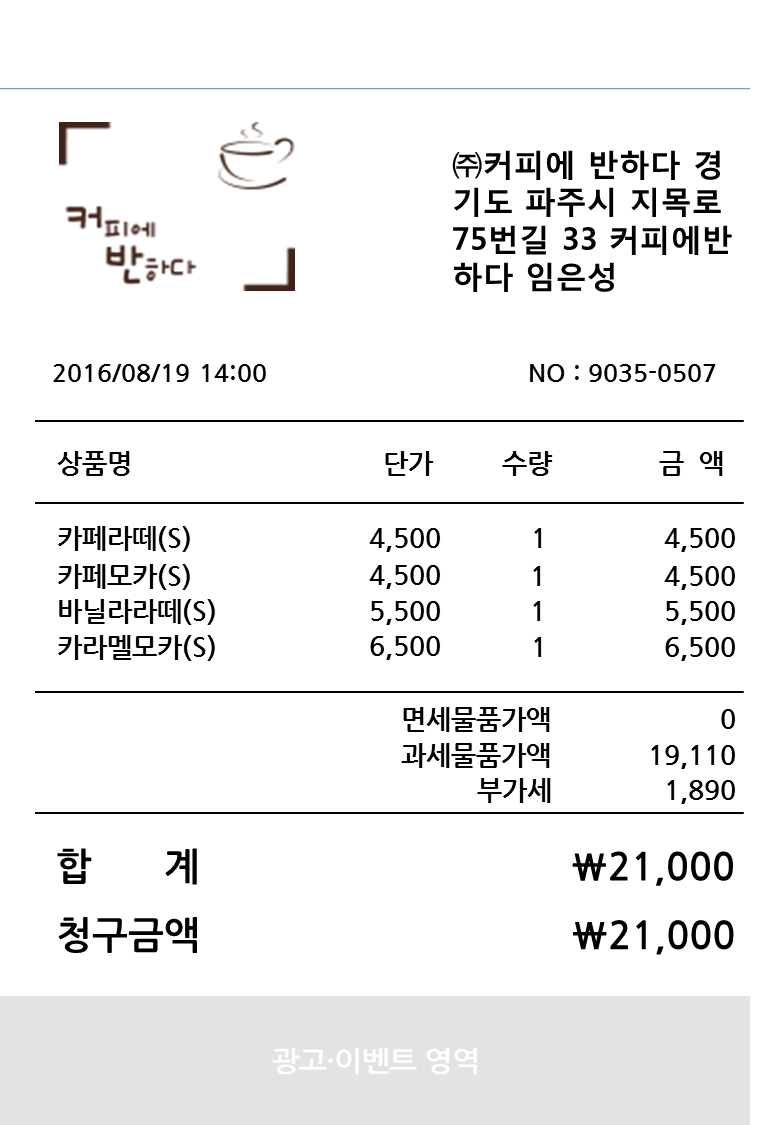 커피에
반하다
㈜커피에 반하다 경
기도 파주시 지목로
75번길 33 커피에반
하다 임은성
2016/08/19 14:00 NO : 9035-0507
상품명 단가 수량 금 액
카페라떼(S) 4,500 1 4,500
카페모카(S) 4,500 1 4,500
바닐라라떼(S) 5,500 1 5,500
카라멜모카(S) 6,500 1 6,500
면세물품가액 0
과세물품가액 19,110
부가세 1,890
합 계 ₩21,000
청구금액 ₩21,000
광고·이벤트 영역